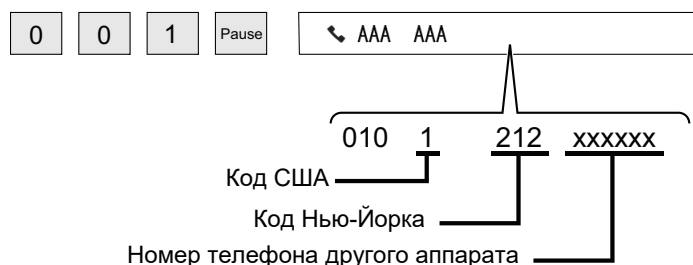 0 0 1 Pause AAA AAA
010 1 212 xxxxxx
Код США
Код Нью-Йорка
Номер телефона другого аппарата